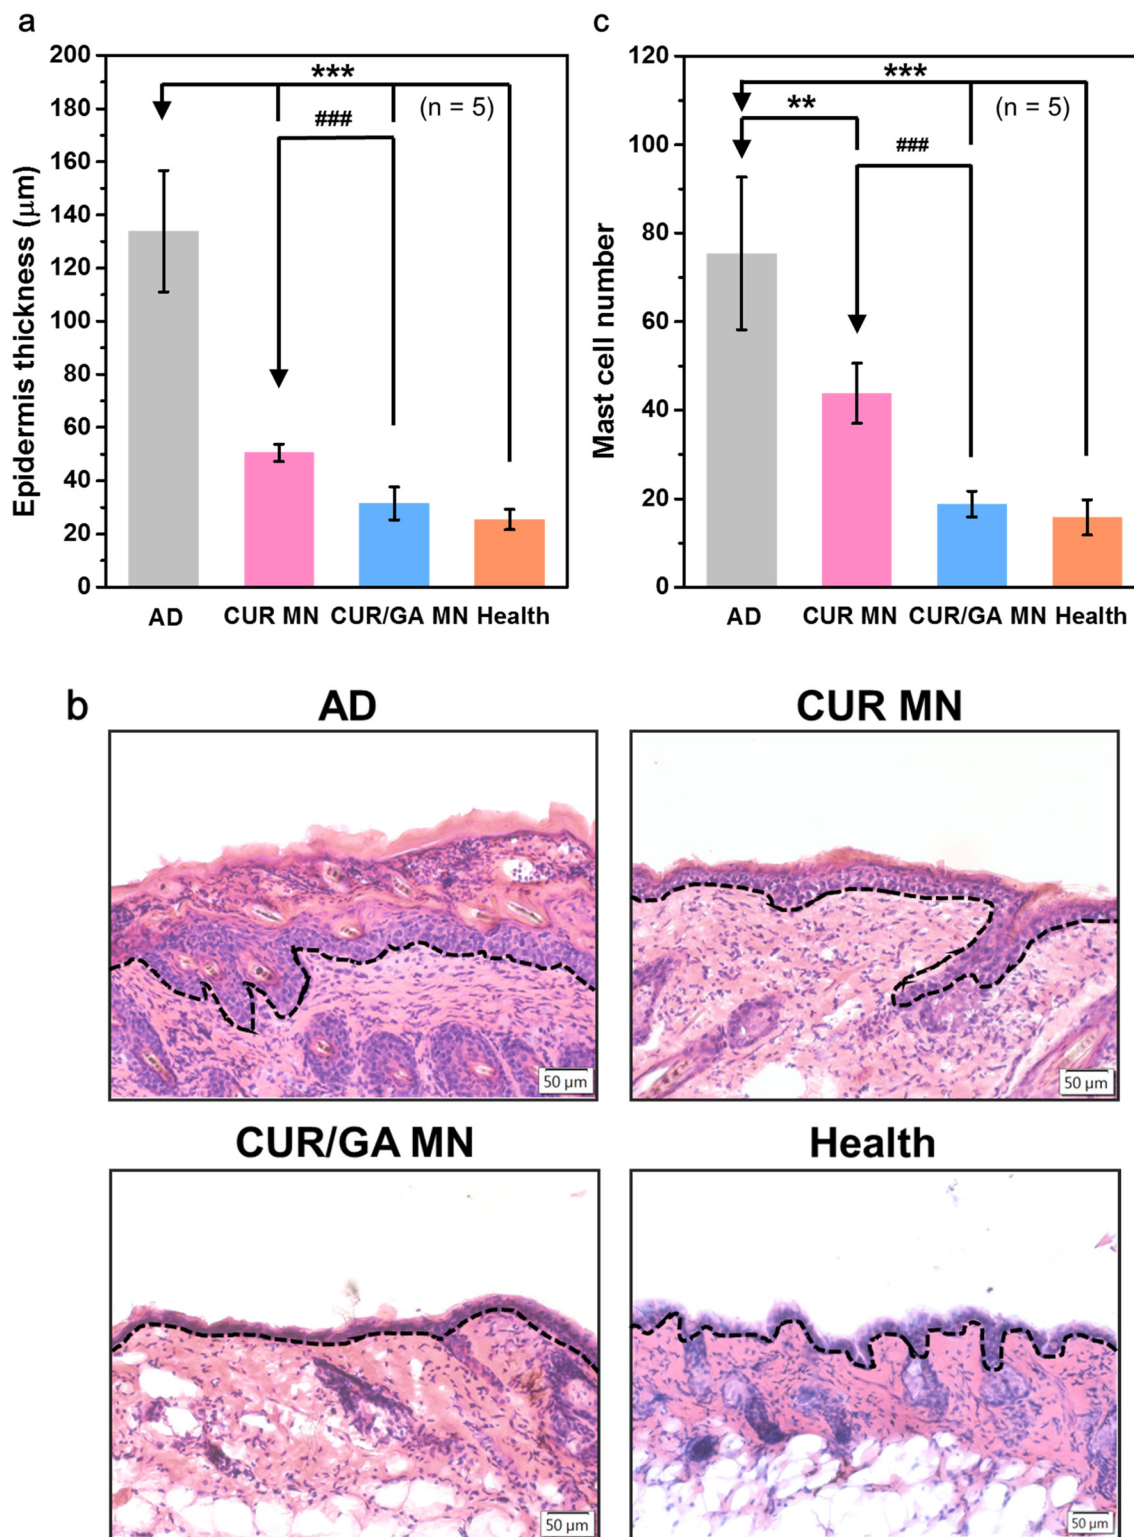 a
Epidermis thickness (μm)
200
180
160
140
120
100
80
60
40
20
0
***
###
(n = 5)
AD
CUR MN
CUR/GA MN
Health
c
Mast cell number
120
100
80
60
40
20
0
***
**
###
(n = 5)
AD
CUR MN
CUR/GA MN
Health
b
AD
50 μm
CUR MN
50 μm
CUR/GA MN
50 μm
Health
50 μm